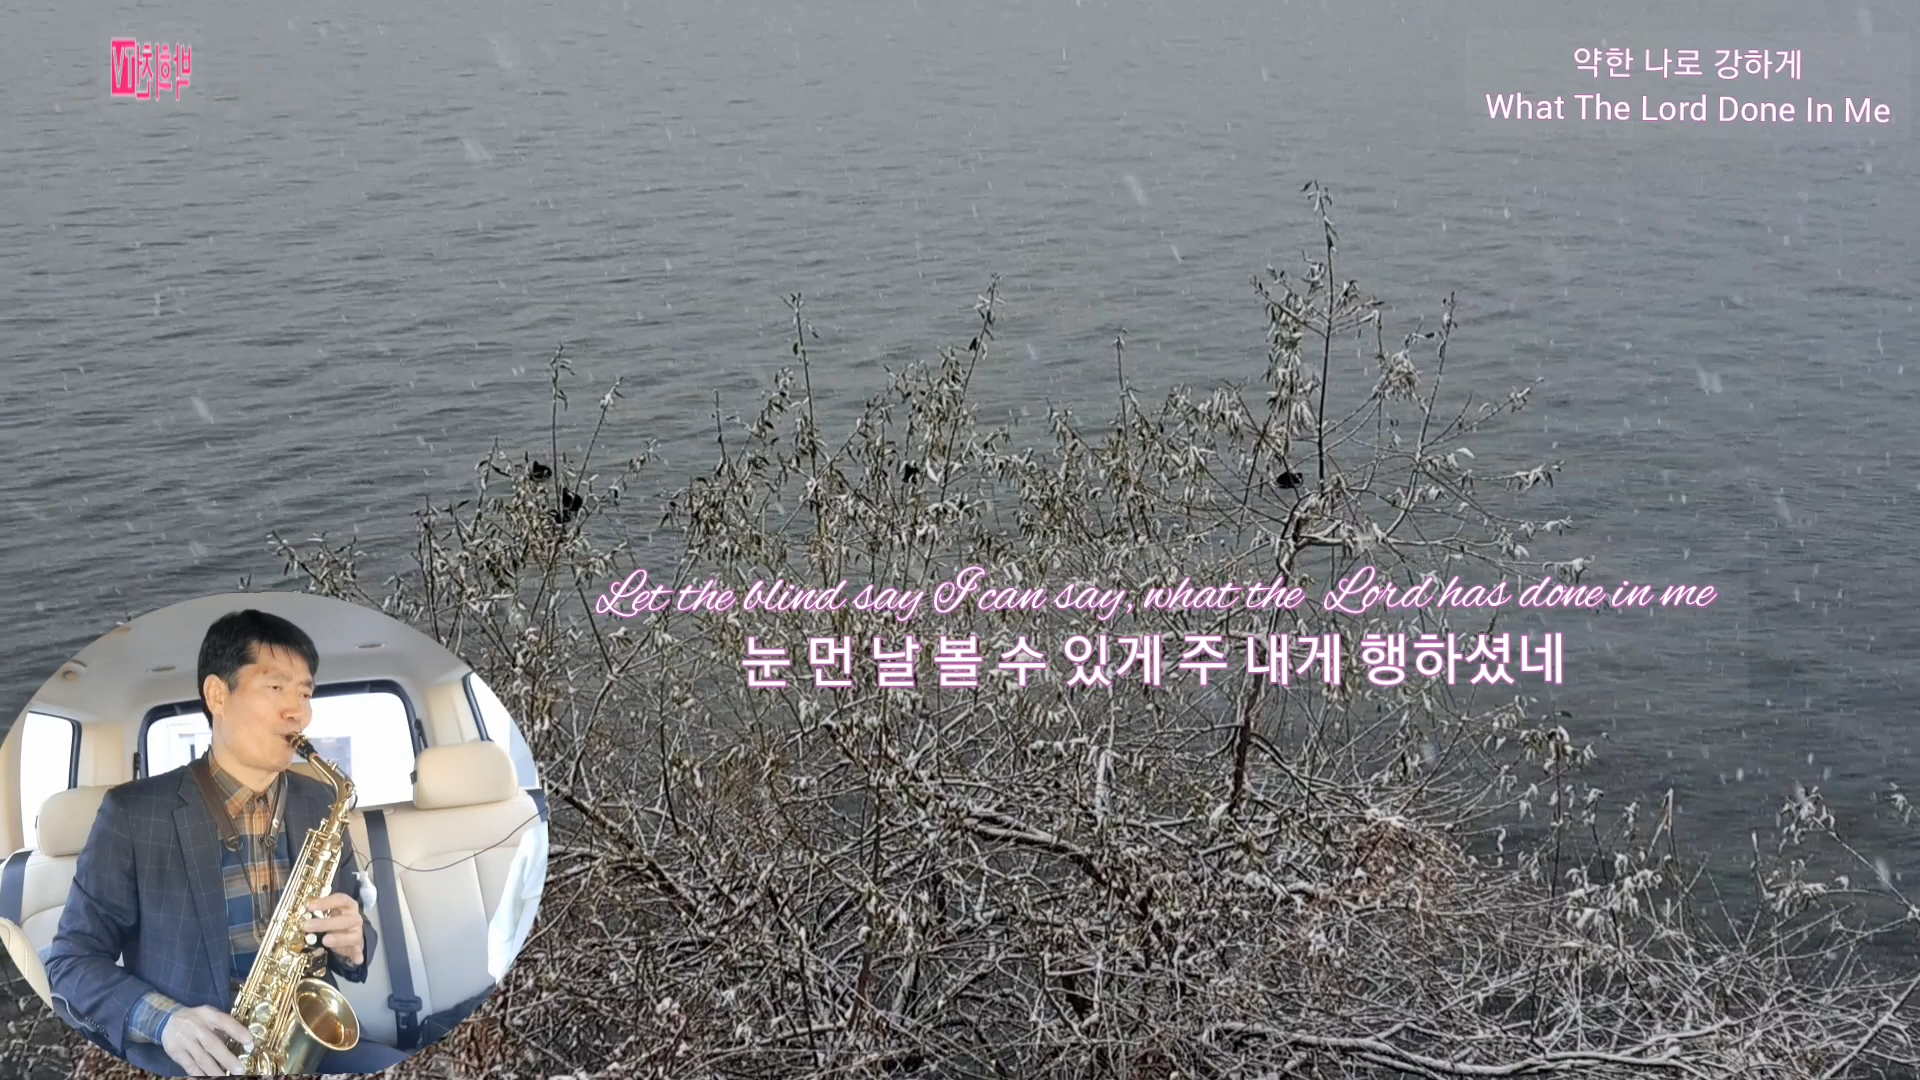 약한 나로 강하게
What The Lord Done In Me
Let the blind say I can say, what the Lord has done in me
눈 먼 날 볼 수 있게 주 내게 행하셨네